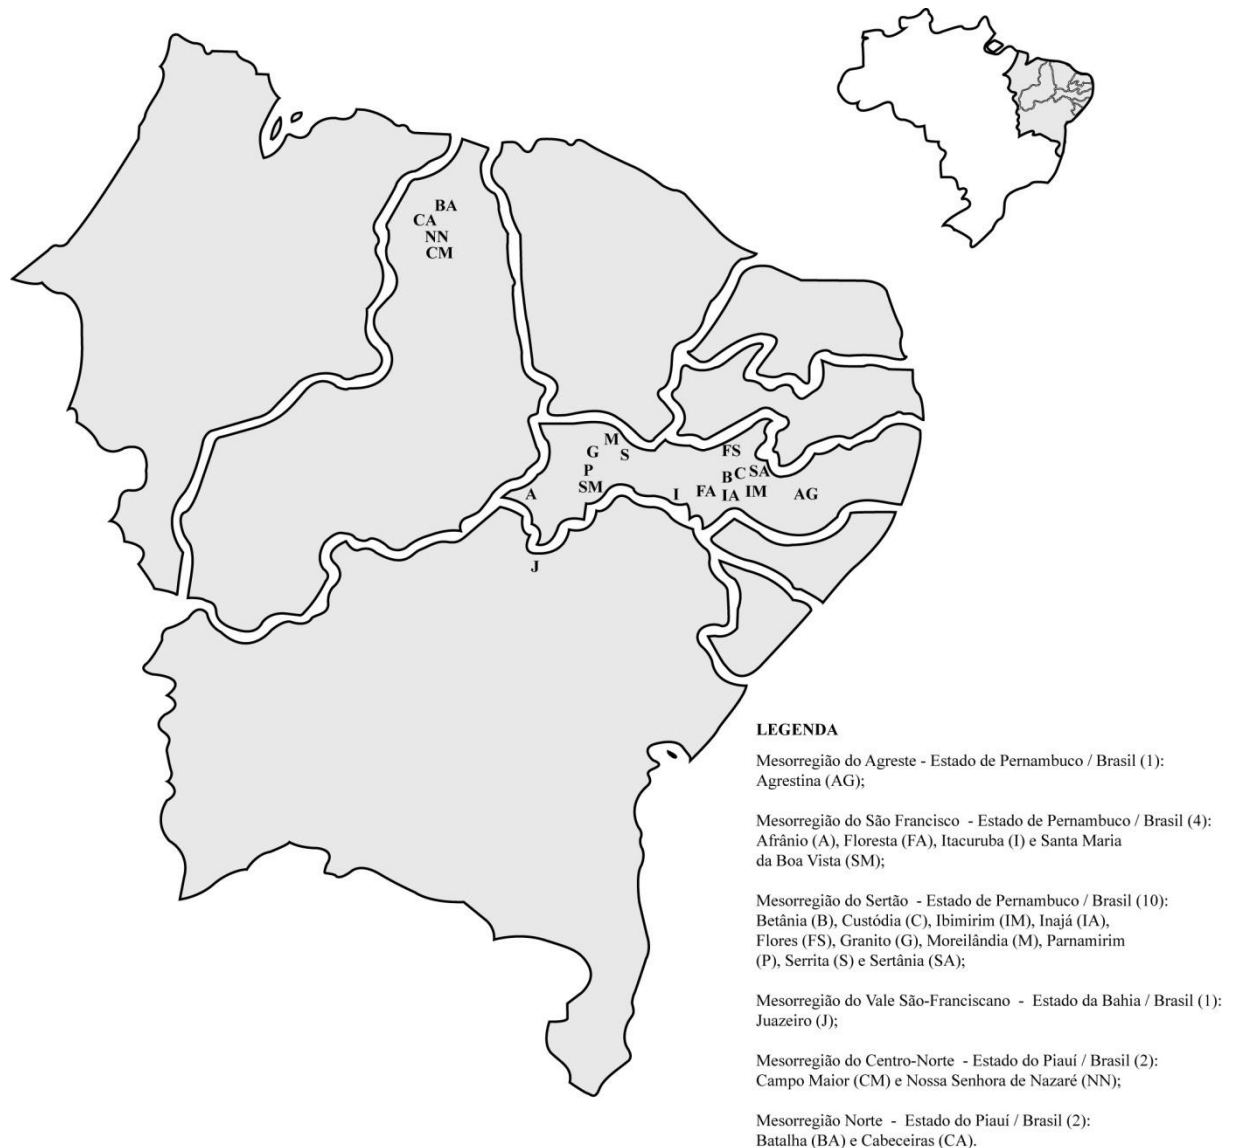 BA
CA
NN
CM
M
G
S
FS
P
B
C
SA
SM
A
I
FA
IA
IM
AG
J
LEGENDA
Mesorregião do Agreste - Estado de Pernambuco / Brasil (1):
Agrestina (AG);
Mesorregião do São Francisco - Estado de Pernambuco / Brasil (4):
Afrânio (A), Floresta (FA), Itacuruba (I) e Santa Maria
da Boa Vista (SM);
Mesorregião do Sertão - Estado de Pernambuco / Brasil (10):
Betânia (B), Custódia (C), Ibimirim (IM), Inajá (IA),
Flores (FS), Granito (G), Moreilândia (M), Parnamirim
(P), Serrita (S) e Sertânia (SA);
Mesorregião do Vale São-Franciscano - Estado da Bahia / Brasil (1):
Juazeiro (J);
Mesorregião do Centro-Norte - Estado do Piauí / Brasil (2):
Campo Maior (CM) e Nossa Senhora de Nazaré (NN);
Mesorregião Norte - Estado do Piauí / Brasil (2):
Batalha (BA) e Cabeceiras (CA).